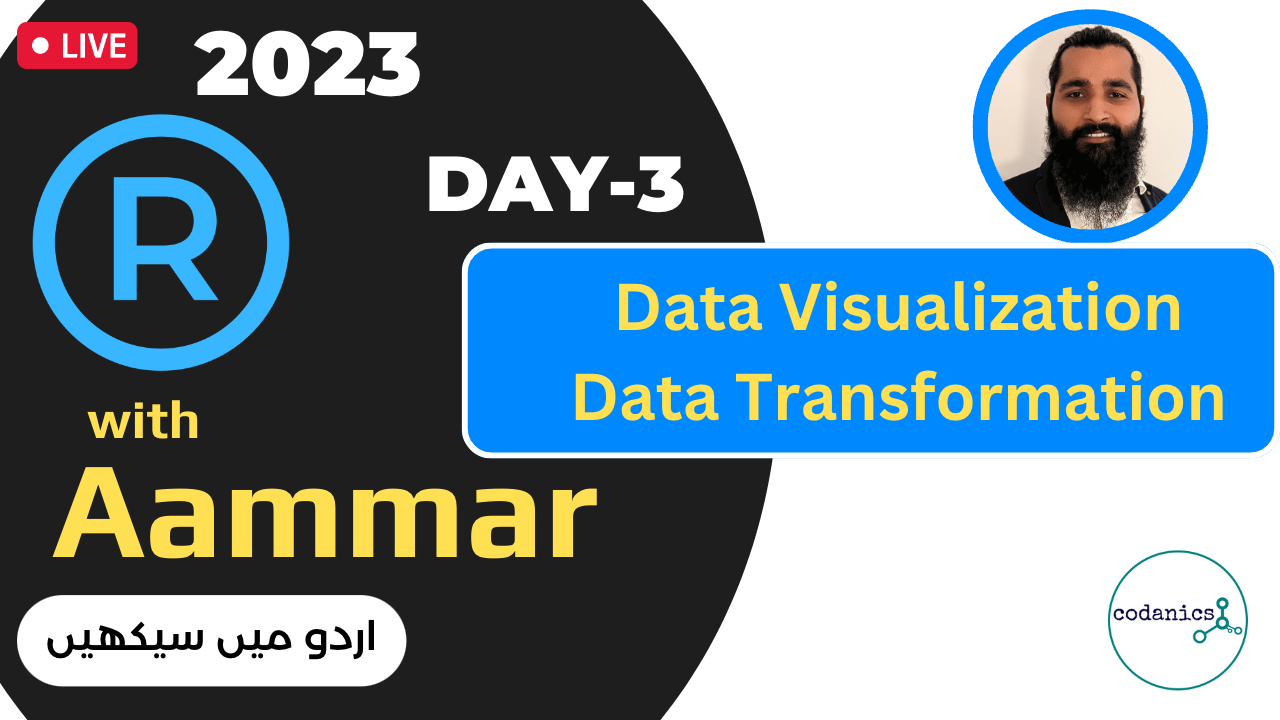 LIVE
2023
R
DAY-3
Data Visualization
Data Transformation
with
Aammar
اردو میں سیکھیں
codanics